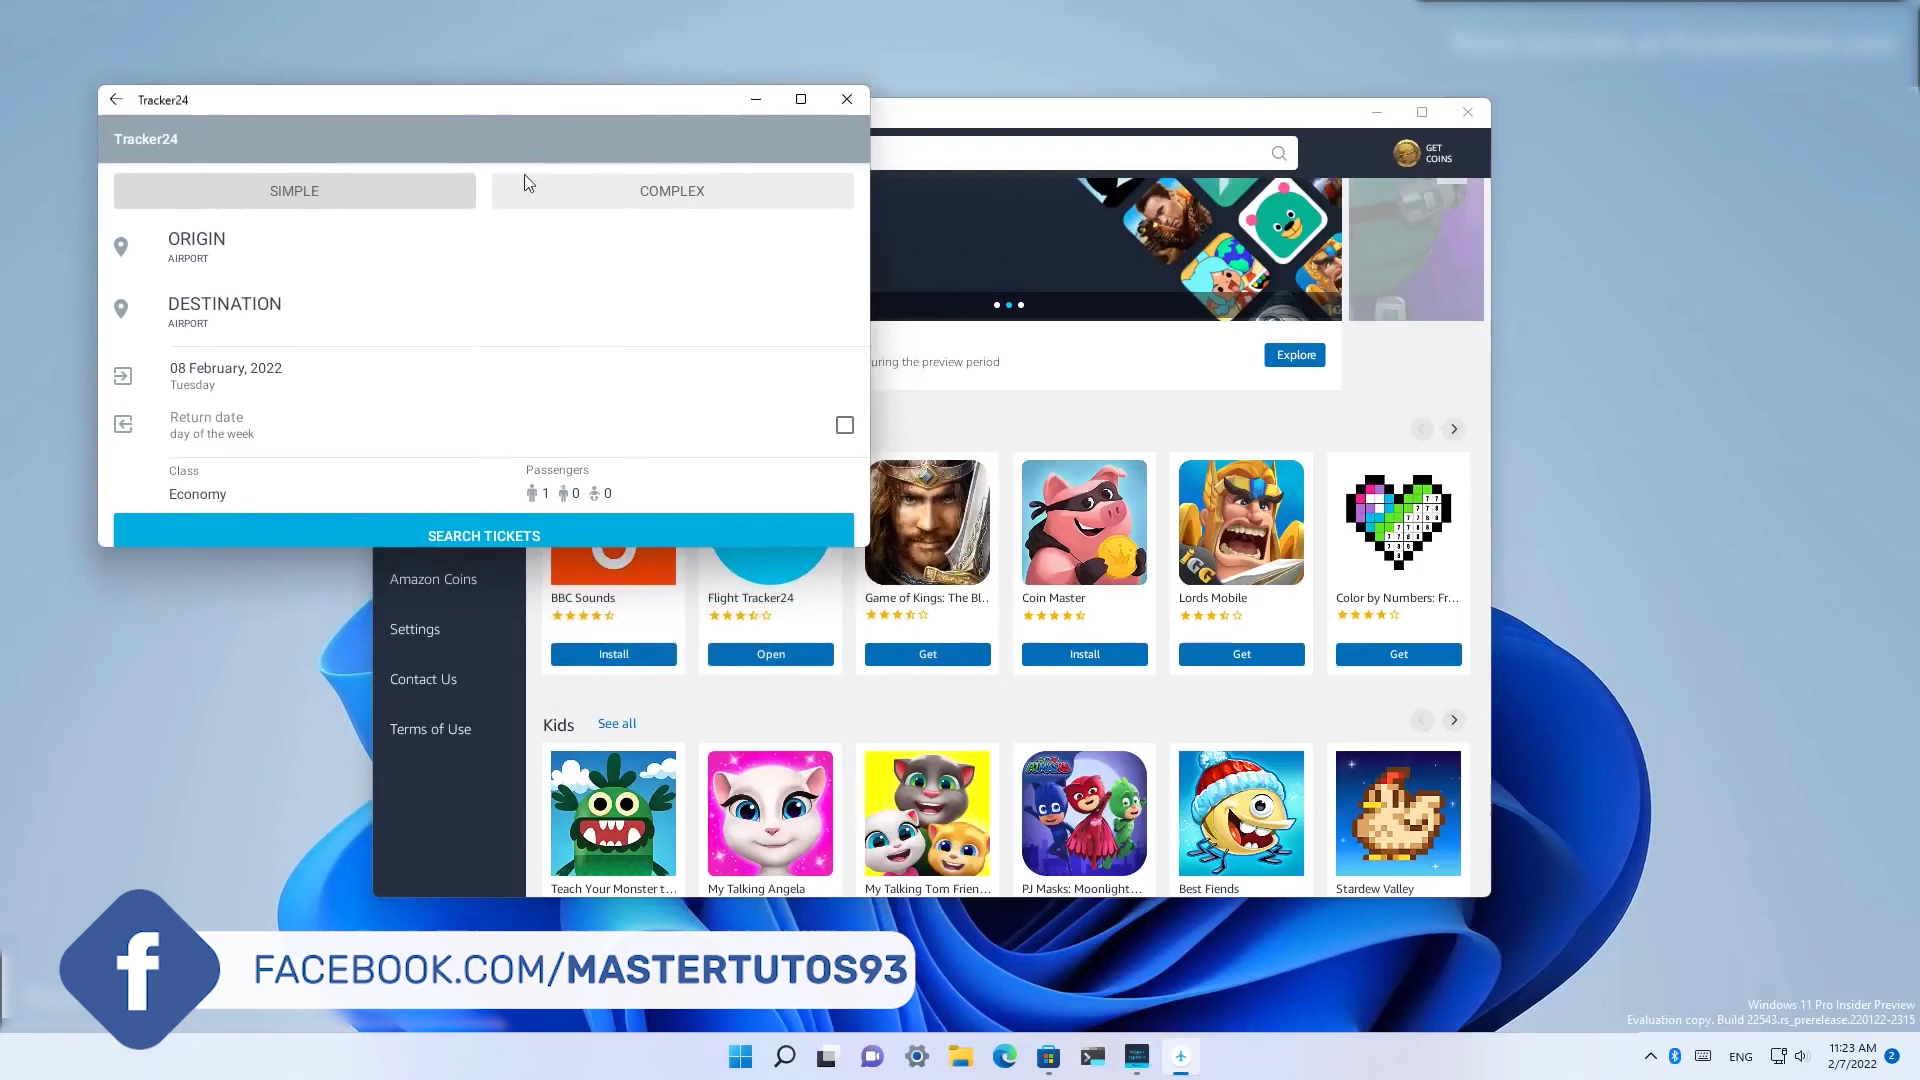 Tracker24
Tracker24
SIMPLE
COMPLEX
ORIGIN
AIRPORT
DESTINATION
AIRPORT
08 February, 2022
Tuesday
Return date
day of the week
Class
Economy
Passengers
1 0 0
SEARCH TICKETS
GET
COINS
uring the preview period
Explore
Amazon Coins
Settings
Contact Us
Terms of Use
BBC Sounds
Install
Flight Tracker24
Open
Game of Kings: The Bl...
Get
Coin Master
Install
IGG
Lords Mobile
Get
Color by Numbers: Fr...
Get
Kids See all
Teach Your Monster t...
My Talking Angela
My Talking Tom Frien...
PJ Masks: Moonlight...
Best Fiends
Stardew Valley
f
FACEBOOK.COM/MASTERTUTOS93
Windows 11 Pro Insider Preview
Evaluation copy. Build 22543.rs_prerelease.220122-2315
ENG
11:23 AM
2/7/2022
2